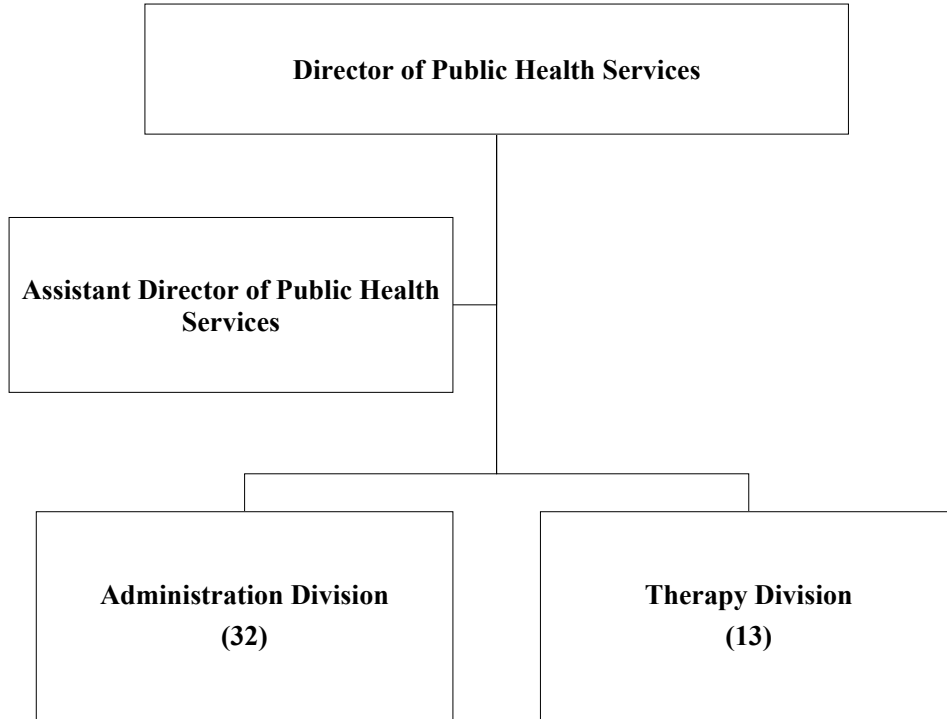 Director of Public Health Services
Assistant Director of Public Health
Services
Administration Division
(32)
Therapy Division
(13)